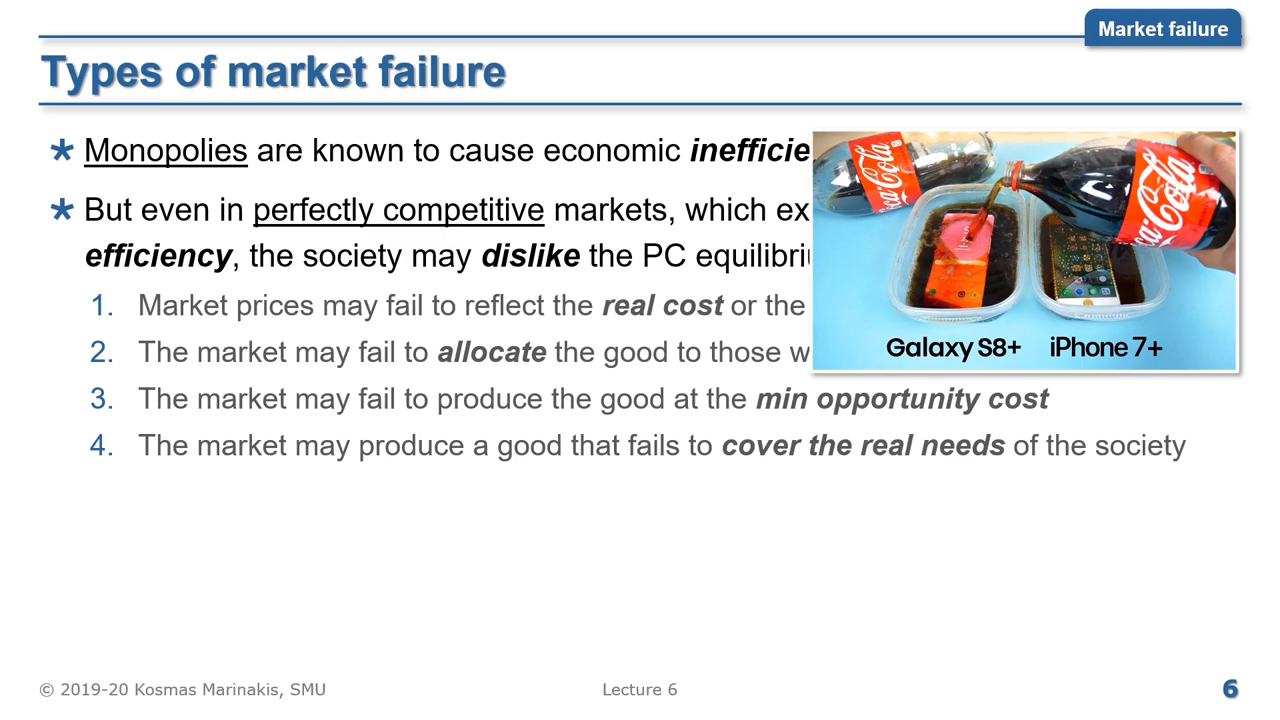 Market failure
Types of market failure
* Monopolies are known to cause economic inefficie
* But even in perfectly competitive markets, which ex
efficiency, the society may dislike the PC equilibri
1. Market prices may fail to reflect the real cost or the
2. The market may fail to allocate the good to those w
3. The market may fail to produce the good at the min opportunity cost
4. The market may produce a good that fails to cover the real needs of the society
Coca-Cola
Coca-Cola
Galaxy S8+ iPhone 7+
© 2019-20 Kosmas Marinakis, SMU
Lecture 6
6